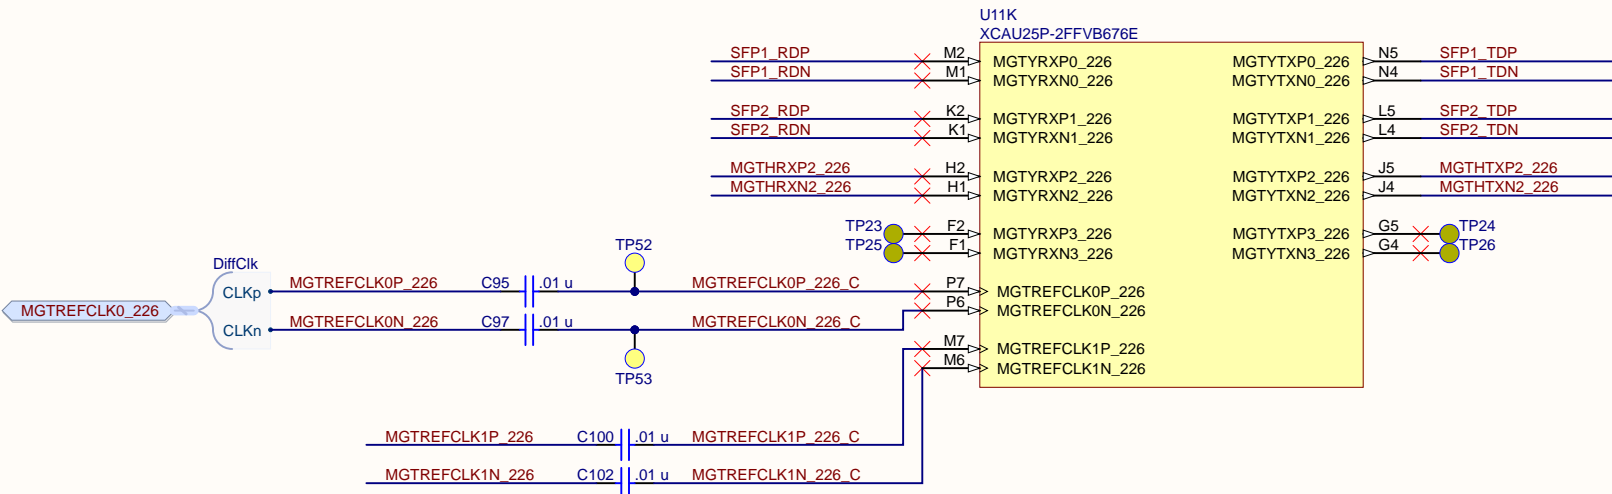 U11K
XCAU25P-2FFVB676E
SFP1_RDP M2 MGTYRXP0_226 MGTYTXP0_226 N5 SFP1_TDP
SFP1_RDN M1 MGTYRXN0_226 MGTYTXN0_226 N4 SFP1_TDN
SFP2_RDP K2 MGTYRXP1_226 MGTYTXP1_226 L5 SFP2_TDP
SFP2_RDN K1 MGTYRXN1_226 MGTYTXN1_226 L4 SFP2_TDN
MGTHRXP2_226 H2 MGTYRXP2_226 MGTYTXP2_226 J5 MGTHTXP2_226
MGTHRXN2_226 H1 MGTYRXN2_226 MGTYTXN2_226 J4 MGTHTXN2_226
TP23 F2 MGTYRXP3_226 MGTYTXP3_226 G5 TP24
TP25 F1 MGTYRXN3_226 MGTYTXN3_226 G4 TP26
TP52
DiffClk
CLKp MGTREFCLK0P_226 C95 .01 u MGTREFCLK0P_226_C P7 MGTREFCLK0P_226
MGTREFCLK0_226
P6 MGTREFCLK0N_226
CLKn MGTREFCLK0N_226 C97 .01 u MGTREFCLK0N_226_C
M7 MGTREFCLK1P_226
M6 MGTREFCLK1N_226
TP53
MGTREFCLK1P_226 C100 .01 u MGTREFCLK1P_226_C
MGTREFCLK1N_226 C102 .01 u MGTREFCLK1N_226_C